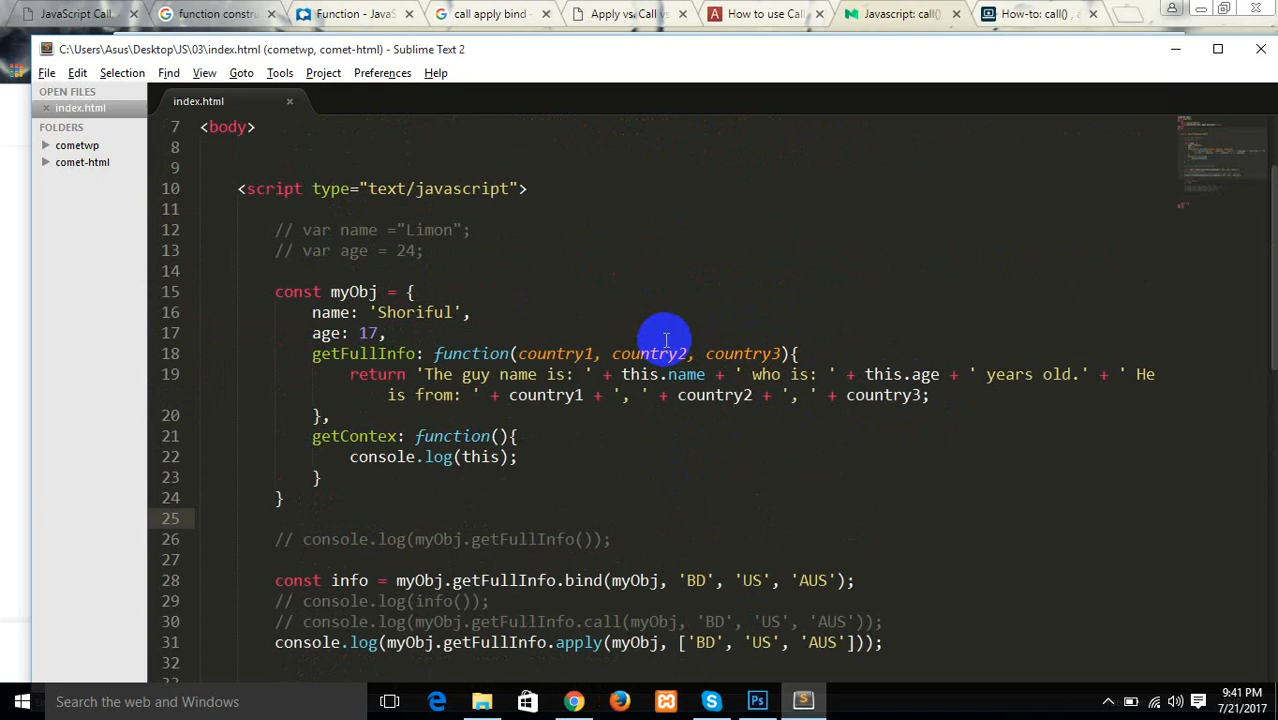 JavaScript Call,
function constru
Function - JavaS
call apply bind -
Apply vs. Call v
How to use Call
Javascript: call()
How-to: call() , a
C:\Users\Asus\Desktop\JS\03\index.html (cometwp, comet-html) - Sublime Text 2
File Edit Selection Find View Goto Tools Project Preferences Help
OPEN FILES
index.html
FOLDERS
cometwp
comet-html
index.html
7 <body>
8
9
10 <script type="text/javascript">
11
12 // var name ="Limon";
13 // var age = 24;
14
15 const myObj = {
16 name: 'Shoriful',
17 age: 17,
18 getFullInfo: function(country1, country2, country3){
19 return 'The guy name is: ' + this.name + ' who is: ' + this.age + ' years old.' + ' He
is from: ' + country1 + ', ' + country2 + ', ' + country3;
20 },
21 getContex: function(){
22 console.log(this);
23 }
24 }
25
26 // console.log(myObj.getFullInfo());
27
28 const info = myObj.getFullInfo.bind(myObj, 'BD', 'US', 'AUS');
29 // console.log(info());
30 // console.log(myObj.getFullInfo.call(myObj, 'BD', 'US', 'AUS'));
31 console.log(myObj.getFullInfo.apply(myObj, ['BD', 'US', 'AUS']));
32
Search the web and Windows
9:41 PM
7/21/2017